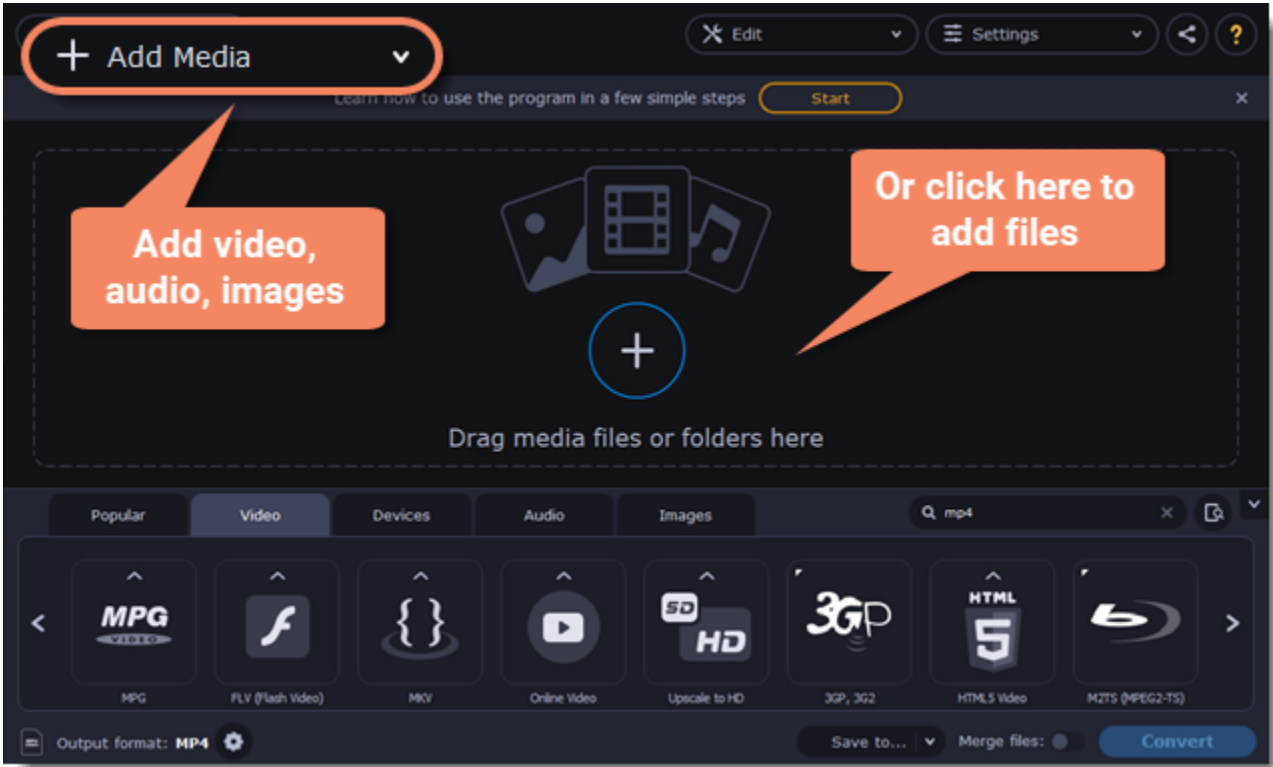 + Add Media
Edit
Settings
?
Learn how to use the program in a few simple steps
Start
Or click here to
add files
Add video,
audio, images
Drag media files or folders here
Popular
Video
Devices
Audio
Images
mp4
MPG
VIDEO
SD
HD
3GP
HTML
5
MPG
FLV (Flash Video)
MKV
Online Video
Upscale to HD
3GP, 3G2
HTML5 Video
M2TS (MPEG2-TS)
Output format: MP4
Save to...
Merge files:
Convert